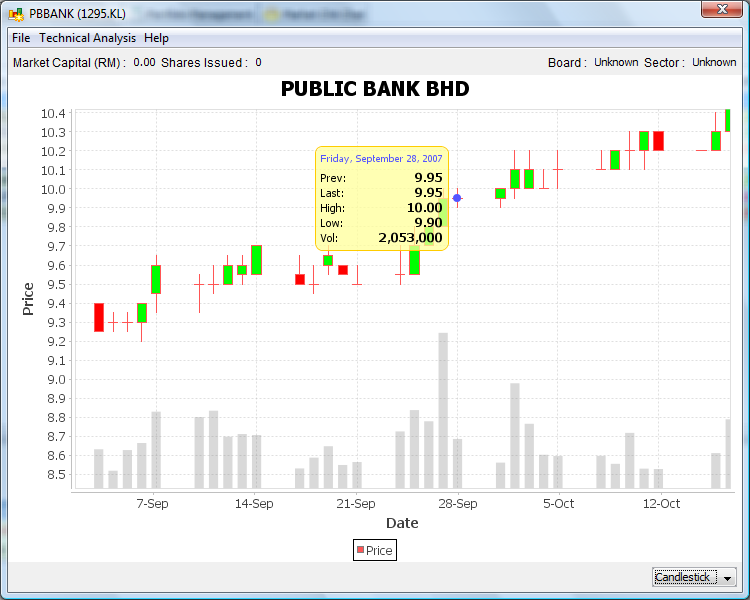 PBBANK (1295.KL)
File Technical Analysis Help
Market Capital (RM) : 0.00 Shares Issued : 0 Board : Unknown Sector : Unknown
PUBLIC BANK BHD
10.4
10.3
10.2
10.1
10.0
9.9
9.8
9.7
9.6
9.5
9.4
9.3
9.2
9.1
9.0
8.9
8.8
8.7
8.6
8.5
Price
Friday, September 28, 2007
Prev: 9.95
Last: 9.95
High: 10.00
Low: 9.90
Vol: 2,053,000
7-Sep 14-Sep 21-Sep 28-Sep 5-Oct 12-Oct
Date
Price
Candlestick